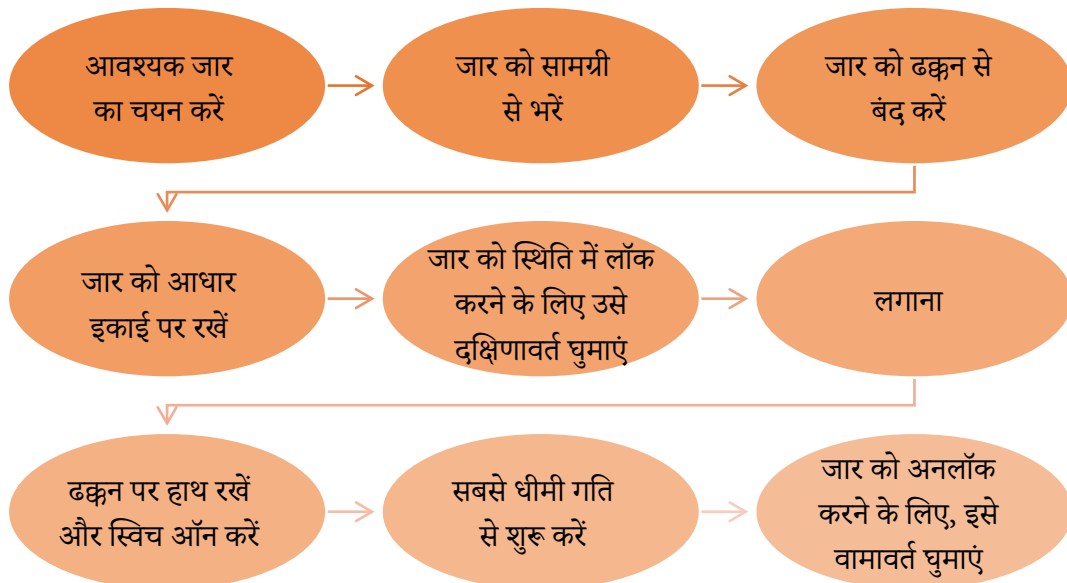 आवश्यक जार
का चयन करें
जार को सामग्री
से भरें
जार को ढक्कन से
बंद करें
जार को आधार
इकाई पर रखें
जार को स्थिति में लॉक
करने के लिए उसे
दक्षिणावर्त घुमाएं
लगाना
ढक्कन पर हाथ रखें
और स्विच ऑन करें
सबसे धीमी गति
से शुरू करें
जार को अनलॉक
करने के लिए, इसे
वामावर्त घुमाएं